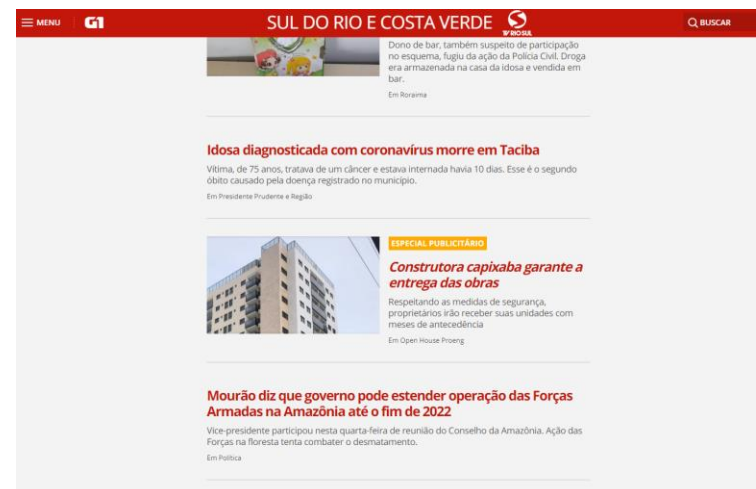 MENU G1 SUL DO RIO E COSTA VERDE TV RIO SUL BUSCAR
Dono de bar, também suspeito de participação
no esquema, fugiu da ação da Polícia Civil. Droga
era armazenada na casa da idosa e vendida em
bar.
Em Roraima
Idosa diagnosticada com coronavírus morre em Taciba
Vítima, de 75 anos, tratava de um câncer e estava internada havia 10 dias. Esse é o segundo
óbito causado pela doença registrado no município.
Em Presidente Prudente e Região
ESPECIAL PUBLICITÁRIO
Construtora capixaba garante a
entrega das obras
Respeitando as medidas de segurança,
proprietários irão receber suas unidades com
meses de antecedência
Em Open House Proeng
Mourão diz que governo pode estender operação das Forças
Armadas na Amazônia até o fim de 2022
Vice-presidente participou nesta quarta-feira de reunião do Conselho da Amazônia. Ação das
Forças na floresta tenta combater o desmatamento.
Em Política